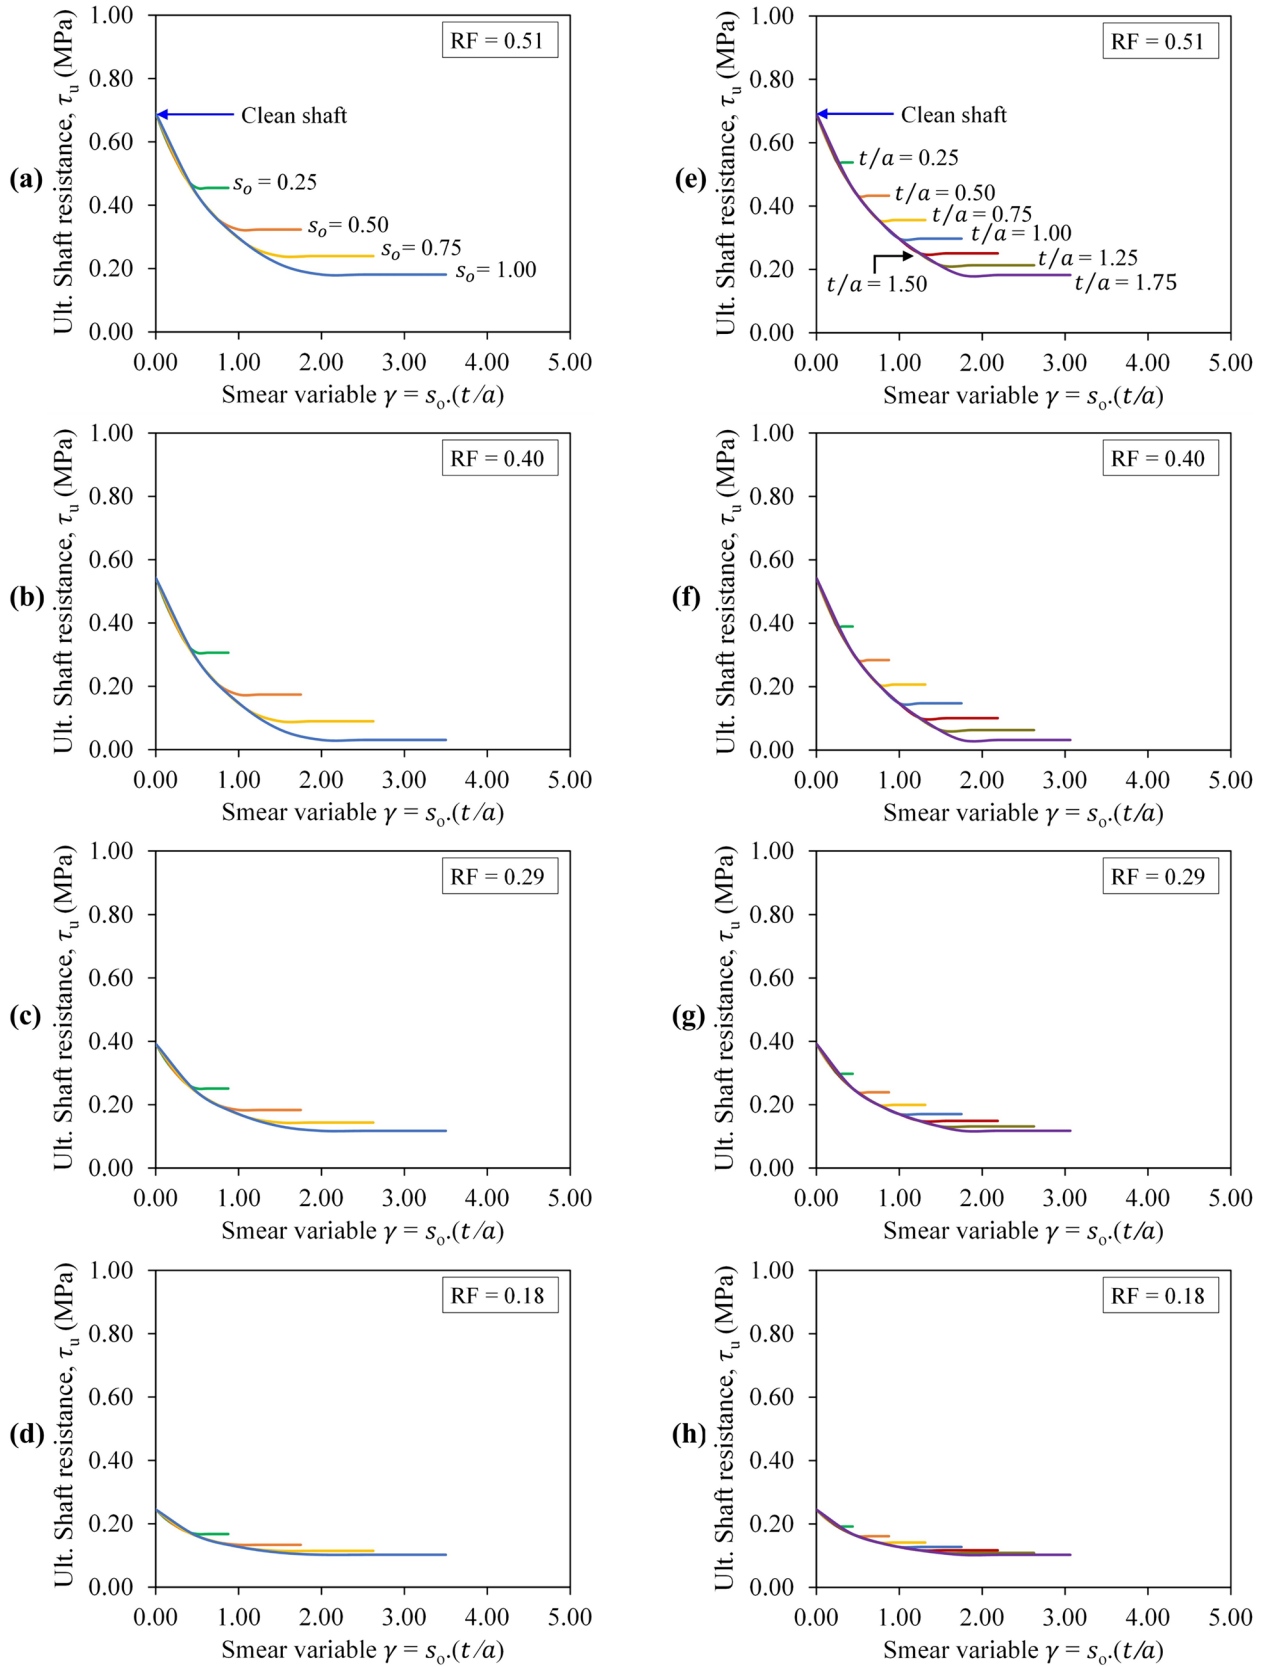 (a)
Ult. Shaft resistance, τu (MPa)
1.00
0.80
0.60
0.40
0.20
0.00
RF = 0.51
Clean shaft
sₒ = 0.25
sₒ= 0.50
sₒ= 0.75
sₒ= 1.00
0.00 1.00 2.00 3.00 4.00 5.00
Smear variable γ = so.(t/a)
(e)
Ult. Shaft resistance, τu (MPa)
1.00
0.80
0.60
0.40
0.20
0.00
RF = 0.51
Clean shaft
t/a = 0.25
t/a = 0.50
t/a = 0.75
t/a = 1.00
t/a = 1.25
t/a = 1.50
t/a = 1.75
0.00 1.00 2.00 3.00 4.00 5.00
Smear variable γ = so.(t/a)
(b)
Ult. Shaft resistance, τu (MPa)
1.00
0.80
0.60
0.40
0.20
0.00
RF = 0.40
0.00 1.00 2.00 3.00 4.00 5.00
Smear variable γ = so.(t/a)
(f)
Ult. Shaft resistance, τu (MPa)
1.00
0.80
0.60
0.40
0.20
0.00
RF = 0.40
0.00 1.00 2.00 3.00 4.00 5.00
Smear variable γ = so.(t/a)
(c)
Ult. Shaft resistance, τu (MPa)
1.00
0.80
0.60
0.40
0.20
0.00
RF = 0.29
0.00 1.00 2.00 3.00 4.00 5.00
Smear variable γ = so.(t/a)
(g)
Ult. Shaft resistance, τu (MPa)
1.00
0.80
0.60
0.40
0.20
0.00
RF = 0.29
0.00 1.00 2.00 3.00 4.00 5.00
Smear variable γ = so.(t/a)
(d)
Ult. Shaft resistance, τu (MPa)
1.00
0.80
0.60
0.40
0.20
0.00
RF = 0.18
0.00 1.00 2.00 3.00 4.00 5.00
Smear variable γ = so.(t/a)
(h)
Ult. Shaft resistance, τu (MPa)
1.00
0.80
0.60
0.40
0.20
0.00
RF = 0.18
0.00 1.00 2.00 3.00 4.00 5.00
Smear variable γ = so.(t/a)